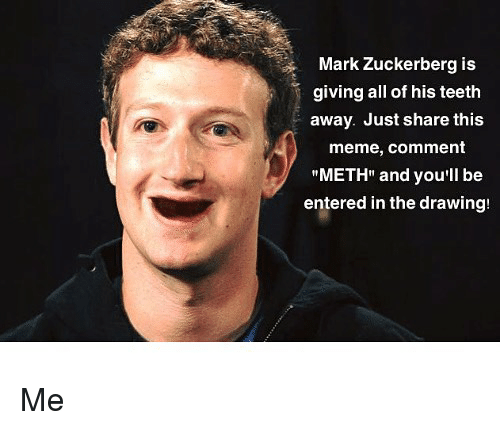 Mark Zuckerberg is
giving all of his teeth
away. Just share this
meme, comment
"METH" and you'll be
entered in the drawing!
Me